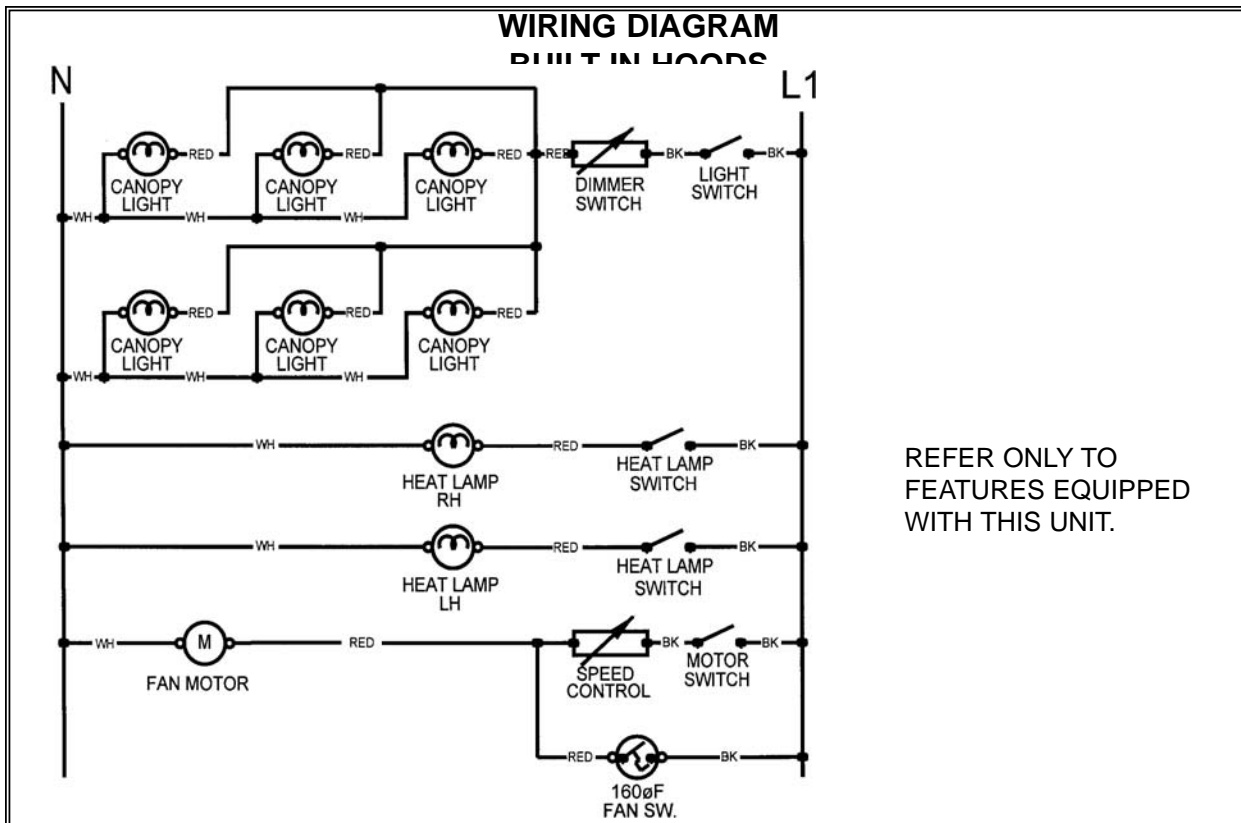 WIRING DIAGRAM
BUILT IN HOODS
N
L1
RED
RED
RED
RED
BK
BK
CANOPY
LIGHT
CANOPY
LIGHT
CANOPY
LIGHT
DIMMER
SWITCH
LIGHT
SWITCH
WH
WH
WH
RED
RED
RED
CANOPY
LIGHT
CANOPY
LIGHT
CANOPY
LIGHT
WH
WH
WH
WH
RED
BK
HEAT LAMP
RH
HEAT LAMP
SWITCH
REFER ONLY TO
FEATURES EQUIPPED
WITH THIS UNIT.
WH
RED
BK
HEAT LAMP
LH
HEAT LAMP
SWITCH
WH
M
RED
BK
BK
FAN MOTOR
SPEED
CONTROL
MOTOR
SWITCH
RED
BK
160øF
FAN SW.